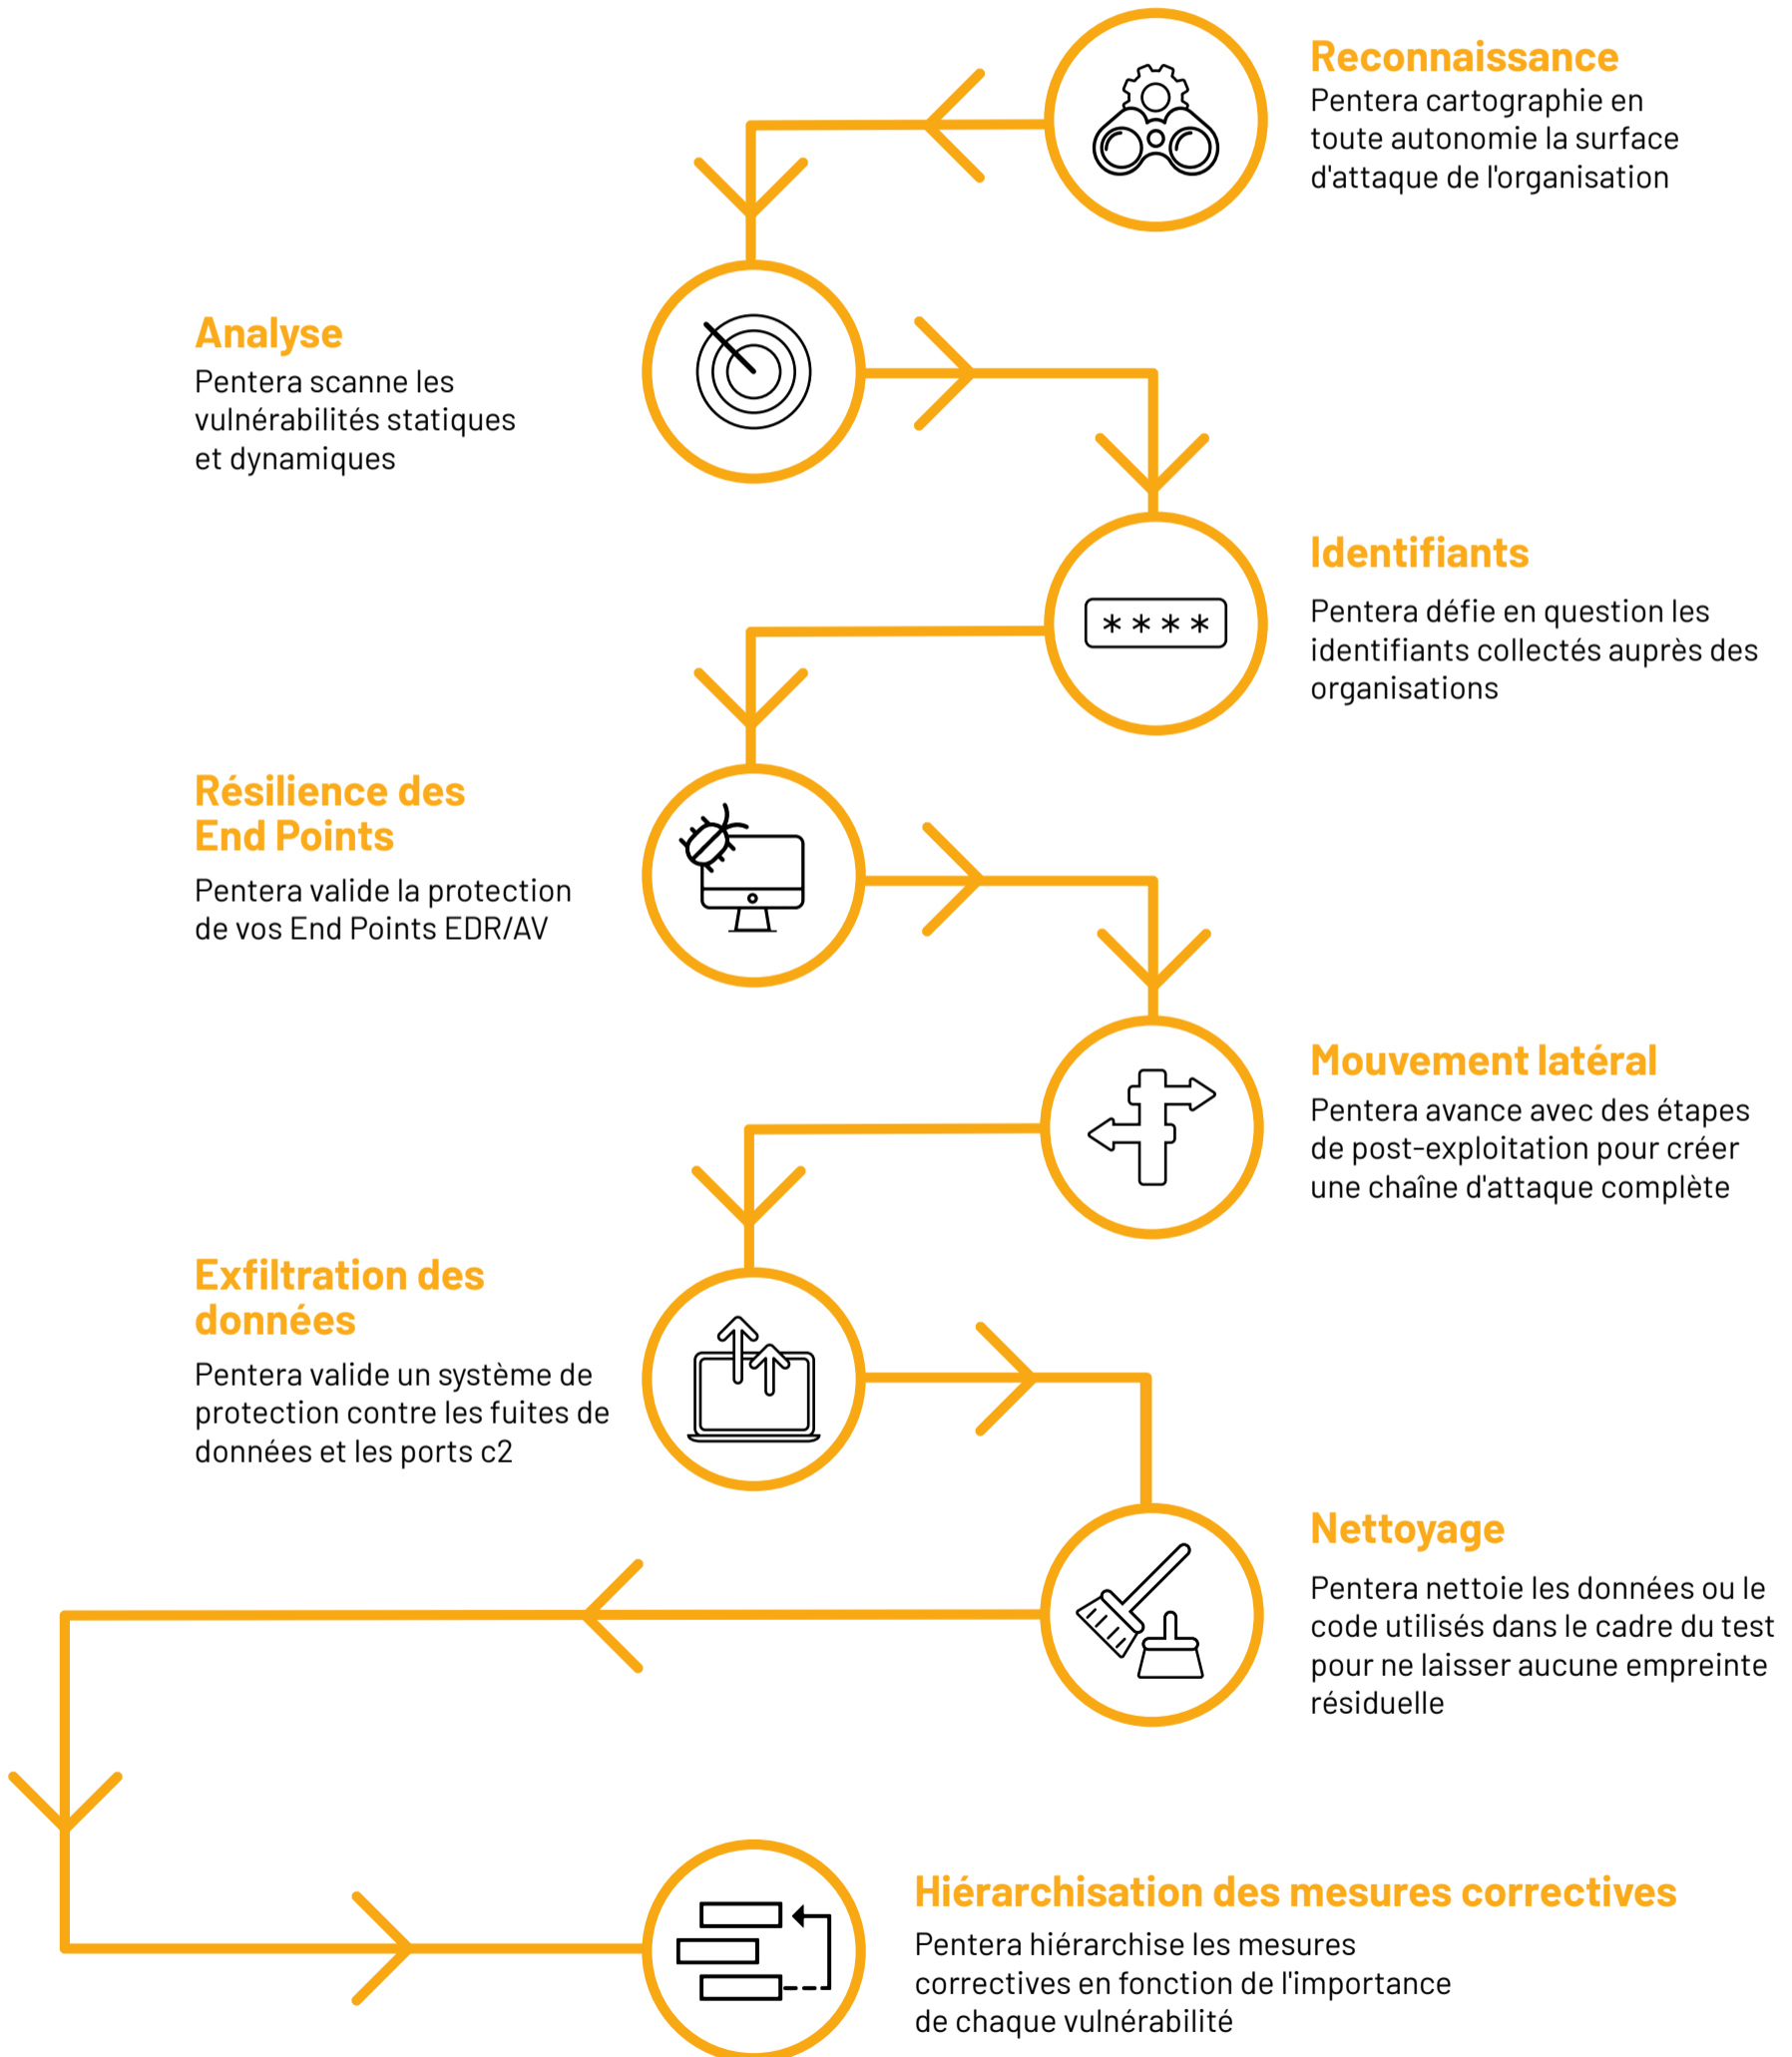 Reconnaissance
Pentera cartographie en
toute autonomie la surface
d'attaque de l'organisation
Analyse
Pentera scanne les
vulnérabilités statiques
et dynamiques
Identifiants
Pentera défie en question les
identifiants collectés auprès des
organisations
* * * *
Résilience des
End Points
Pentera valide la protection
de vos End Points EDR/AV
Mouvement latéral
Pentera avance avec des étapes
de post-exploitation pour créer
une chaîne d'attaque complète
Exfiltration des
données
Pentera valide un système de
protection contre les fuites de
données et les ports c2
Nettoyage
Pentera nettoie les données ou le
code utilisés dans le cadre du test
pour ne laisser aucune empreinte
résiduelle
Hiérarchisation des mesures correctives
Pentera hiérarchise les mesures
correctives en fonction de l'importance
de chaque vulnérabilité